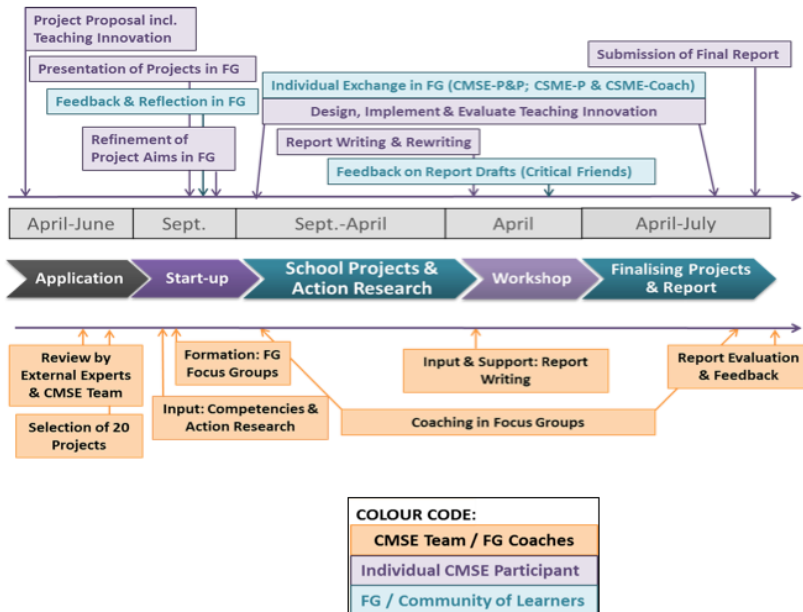 Project Proposal incl.
Teaching Innovation
Submission of Final Report
Presentation of Projects in FG
Individual Exchange in FG (CMSE-P&P; CSME-P & CSME-Coach)
Feedback & Reflection in FG
Design, Implement & Evaluate Teaching Innovation
Refinement of
Project Aims in FG
Report Writing & Rewriting
Feedback on Report Drafts (Critical Friends)
April-June
Sept.
Sept.-April
April
April-July
Application
Start-up
School Projects &
Action Research
Workshop
Finalising Projects
& Report
Review by
External Experts
& CMSE Team
Formation: FG
Focus Groups
Input & Support: Report
Writing
Report Evaluation
& Feedback
Selection of 20
Projects
Input: Competencies &
Action Research
Coaching in Focus Groups
COLOUR CODE:
CMSE Team / FG Coaches
Individual CMSE Participant
FG / Community of Learners